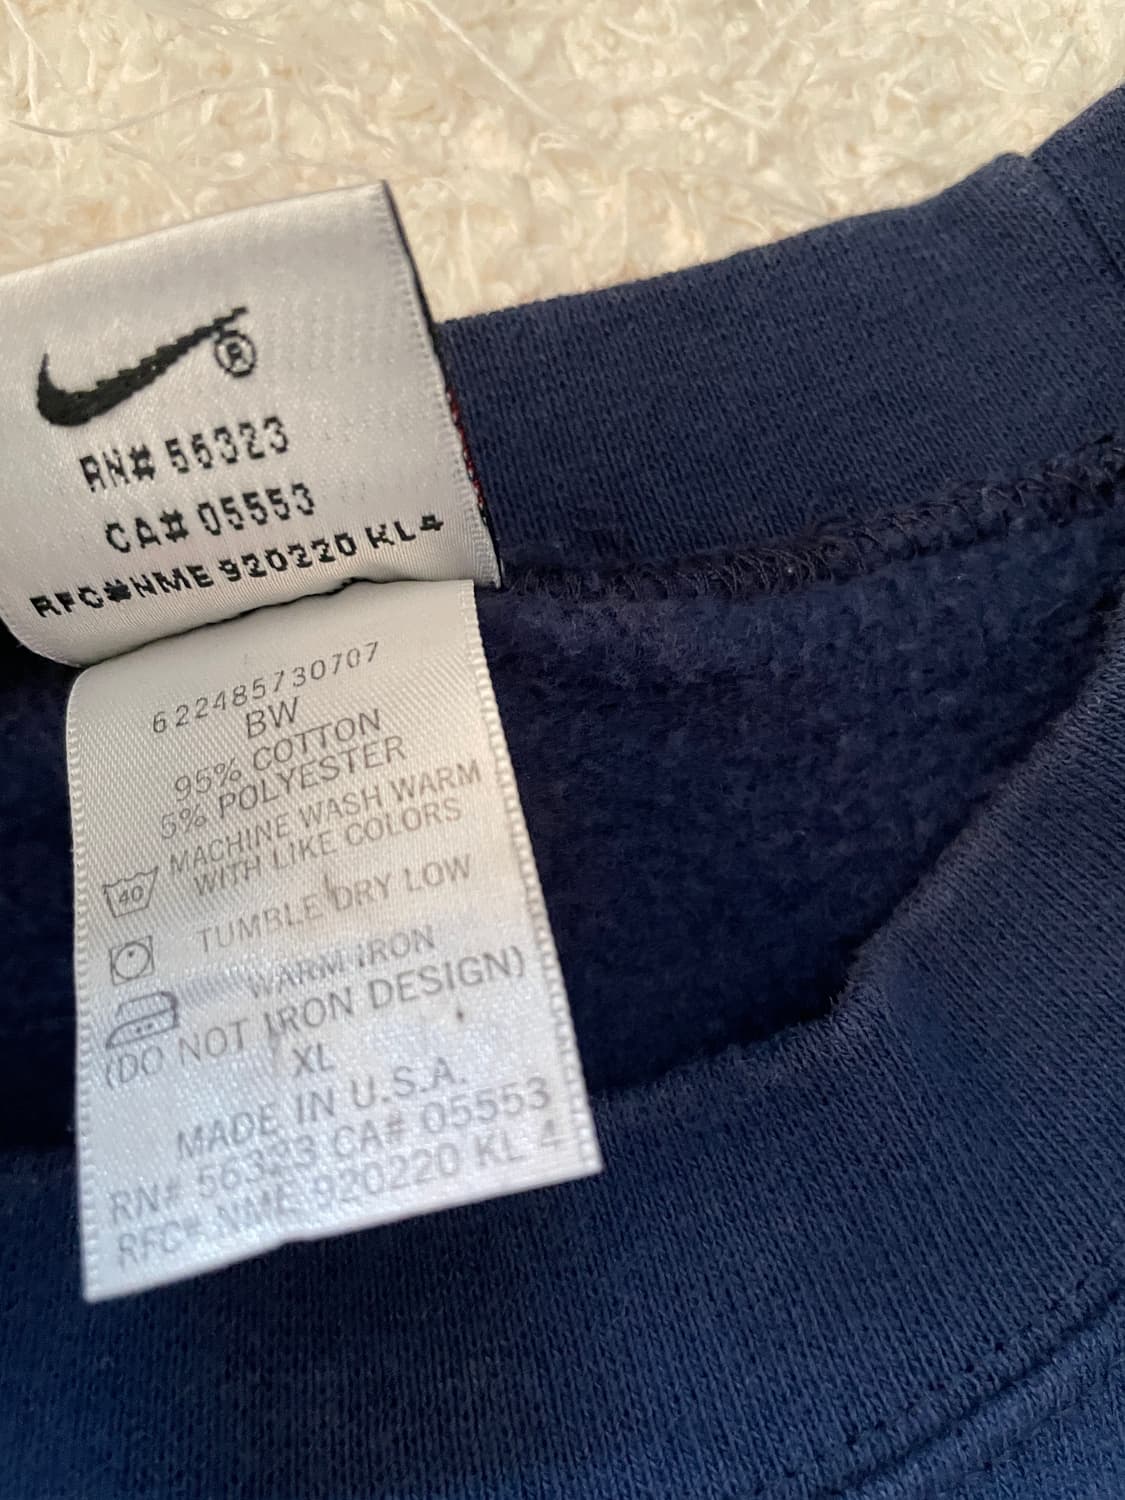 ®
RN# 56323
CA# 05553
RFC#NME 920220 KL4
622485730707
BW
95% COTTON
5% POLYESTER
MACHINE WASH WARM
WITH LIKE COLORS
40
TUMBLE DRY LOW
WARM IRON
(DO NOT IRON DESIGN)
XL
MADE IN U.S.A.
RN# 56323 CA# 05553
RFC# NME 920220 KL 4